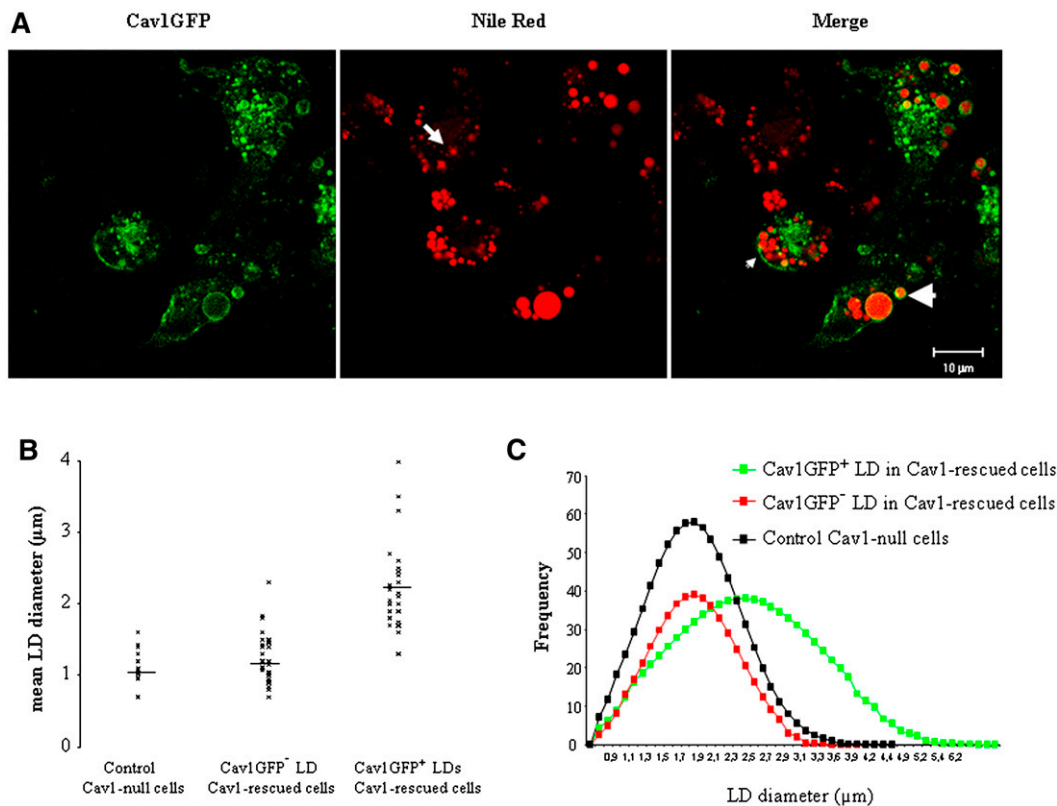 A
Cav1GFP
Nile Red
Merge
10 µm
B
mean LD diameter (µm)
4
3
2
1
0
Control
Cav1-null cells
Cav1GFP⁻ LD
Cav1-rescued cells
Cav1GFP⁺ LDs
Cav1-rescued cells
C
Cav1GFP⁺ LD in Cav1-rescued cells
Cav1GFP⁻ LD in Cav1-rescued cells
Control Cav1-null cells
Frequency
70
60
50
40
30
20
10
0
0,9 1,1 1,3 1,5 1,7 1,9 2,1 2,3 2,5 2,7 2,9 3,1 3,3 3,6 3,9 4,2 4,4 4,9 5,2 5,4 6,2
LD diameter (µm)